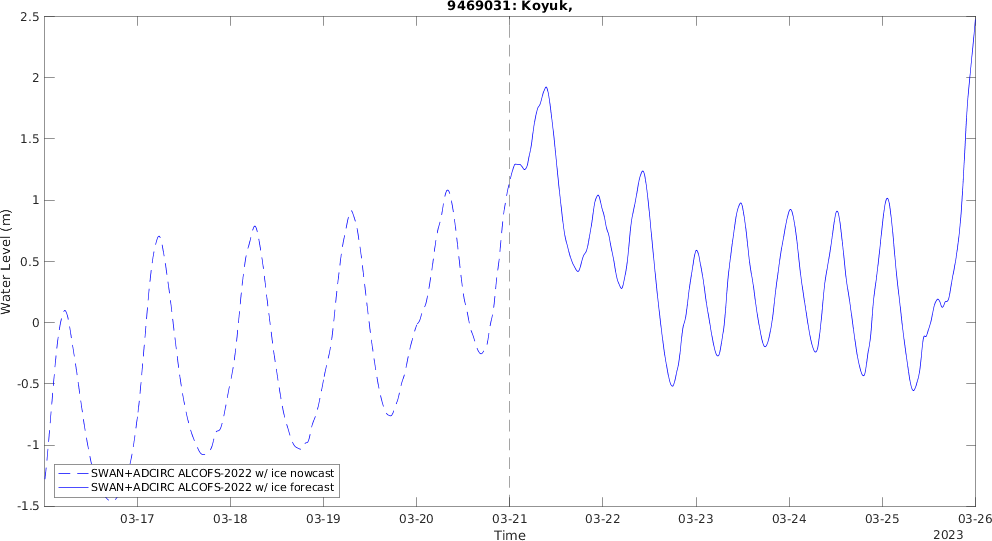 9469031: Koyuk,
2.5
2
1.5
1
0.5
0
-0.5
-1
-1.5
Water Level (m)
SWAN+ADCIRC ALCOFS-2022 w/ ice nowcast
SWAN+ADCIRC ALCOFS-2022 w/ ice forecast
03-17 03-18 03-19 03-20 03-21 03-22 03-23 03-24 03-25 03-26
Time
2023